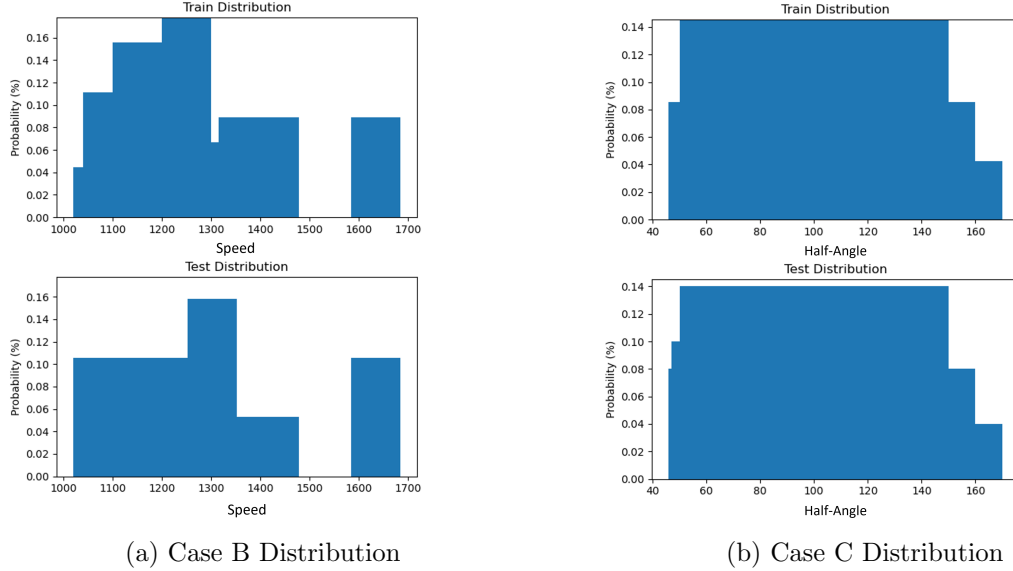 Train Distribution
Probability (%)
0.16
0.14
0.12
0.10
0.08
0.06
0.04
0.02
0.00
1000 1100 1200 1300 1400 1500 1600 1700
Speed
Test Distribution
Probability (%)
0.16
0.14
0.12
0.10
0.08
0.06
0.04
0.02
0.00
1000 1100 1200 1300 1400 1500 1600 1700
Speed
(a) Case B Distribution
Train Distribution
Probability (%)
0.14
0.12
0.10
0.08
0.06
0.04
0.02
0.00
40 60 80 100 120 140 160
Half-Angle
Test Distribution
Probability (%)
0.14
0.12
0.10
0.08
0.06
0.04
0.02
0.00
40 60 80 100 120 140 160
Half-Angle
(b) Case C Distribution